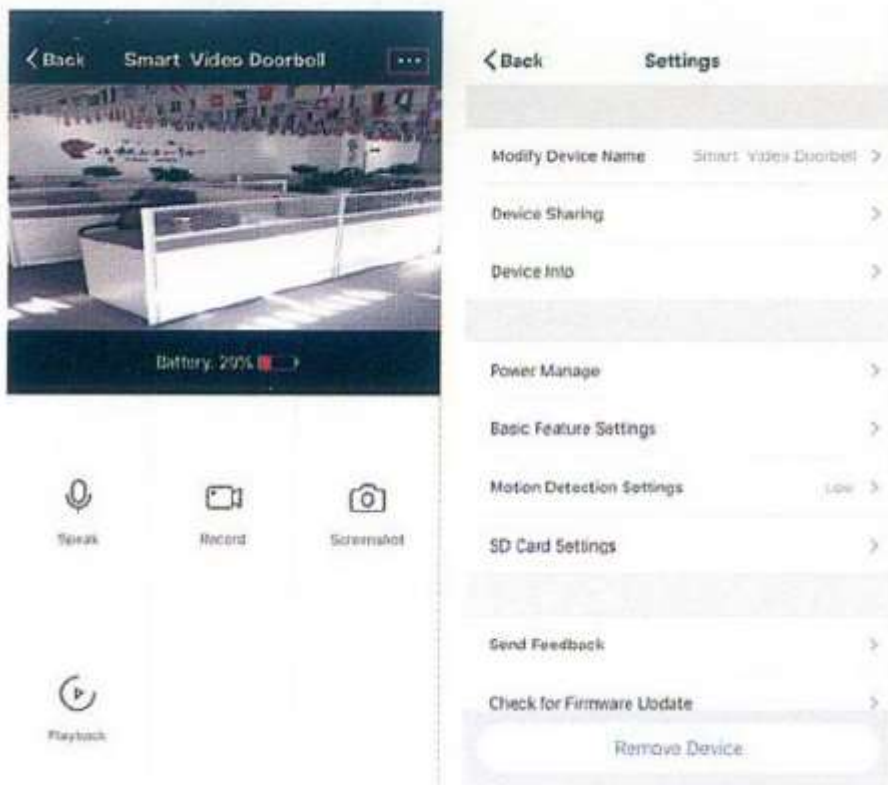 Back Smart Video Doorbell ...
Battery: 29%
Speak Record Screenshot
Playback
Back Settings
Modify Device Name Smart Video Doorbell
Device Sharing
Device Info
Power Manage
Basic Feature Settings
Motion Detection Settings Low
SD Card Settings
Send Feedback
Check for Firmware Update
Remove Device